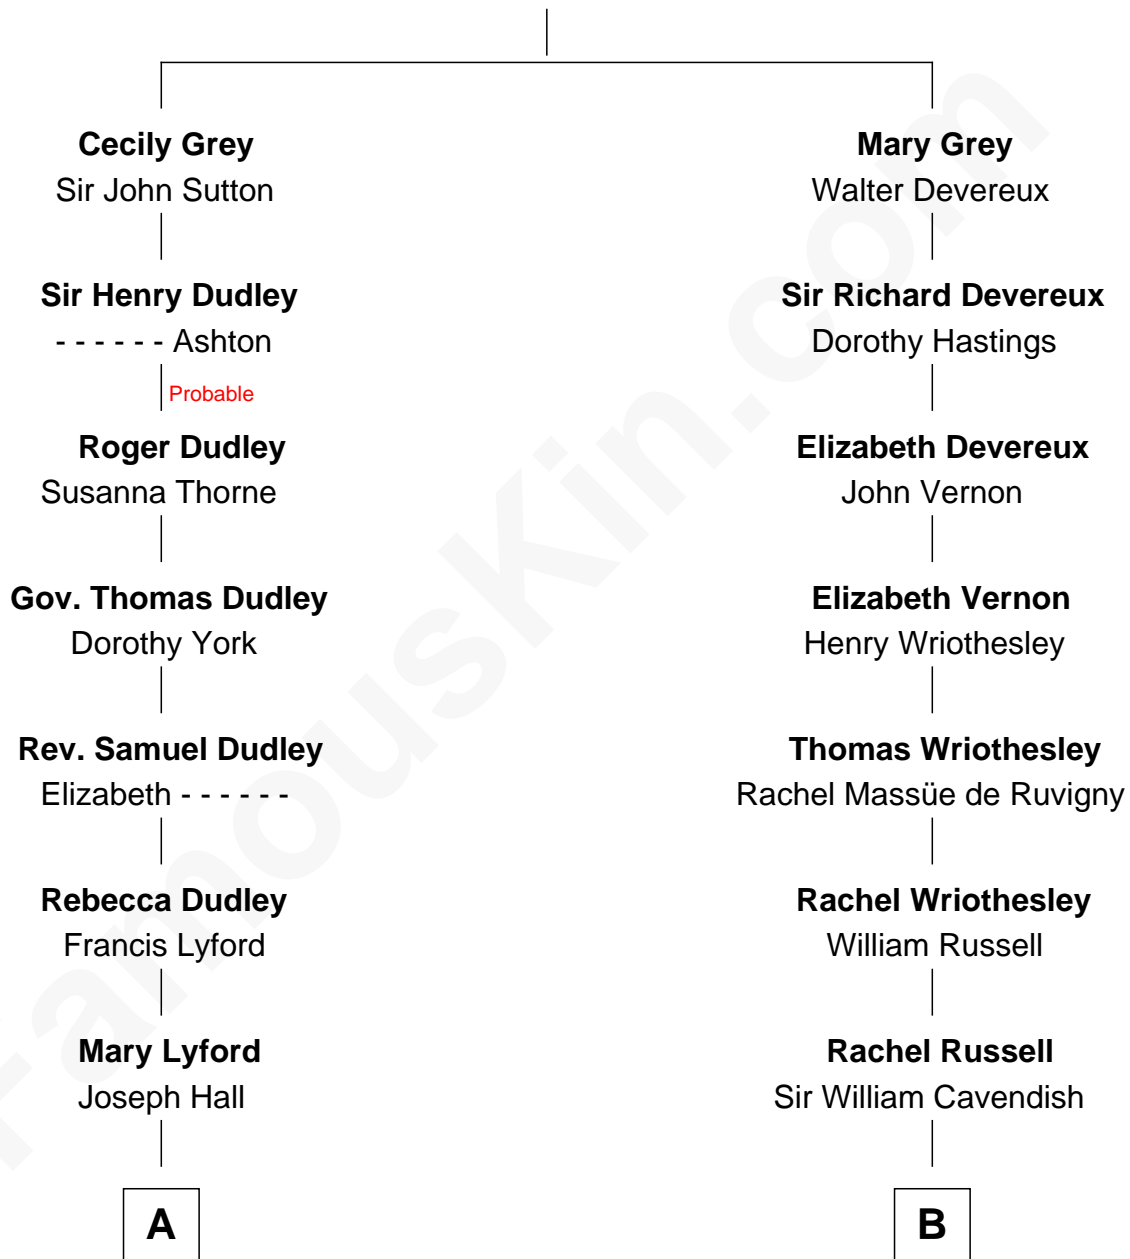 Cecily Grey
Sir John Sutton
Sir Henry Dudley
- - - - - - Ashton
Probable
Roger Dudley
Susanna Thorne
Gov. Thomas Dudley
Dorothy York
Rev. Samuel Dudley
Elizabeth - - - - - -
Rebecca Dudley
Francis Lyford
Mary Lyford
Joseph Hall
A
Mary Grey
Walter Devereux
Sir Richard Devereux
Dorothy Hastings
Elizabeth Devereux
John Vernon
Elizabeth Vernon
Henry Wriothesley
Thomas Wriothesley
Rachel Massüe de Ruvigny
Rachel Wriothesley
William Russell
Rachel Russell
Sir William Cavendish
B
FamousKin.com